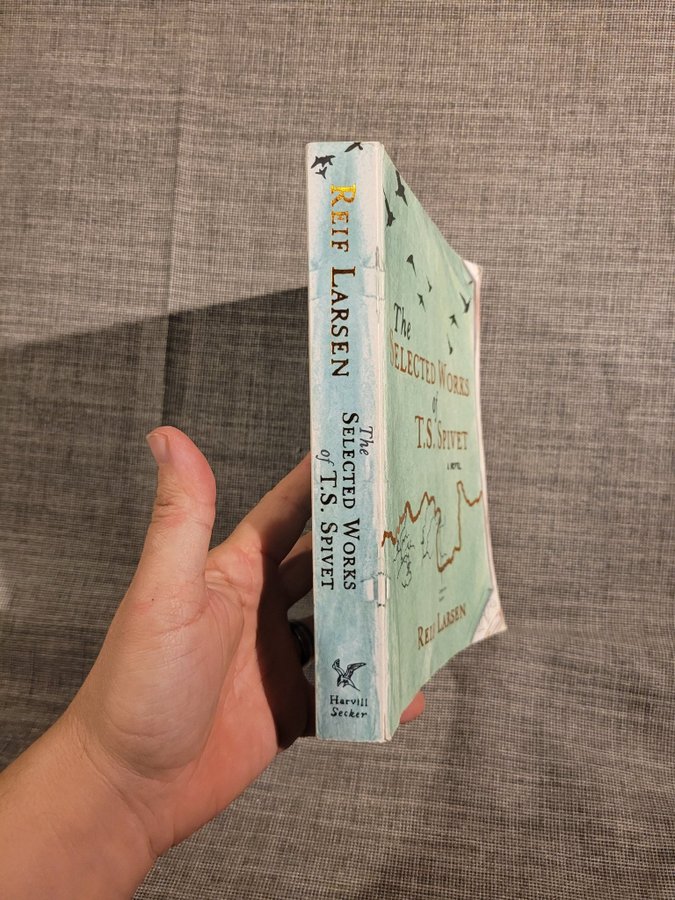 REIF LARSEN
The
SELECTED WORKS
of T.S. SPIVET
Harvill
Secker
The
SELECTED WORKS
of
T.S. SPIVET
A NOVEL
REIF LARSEN